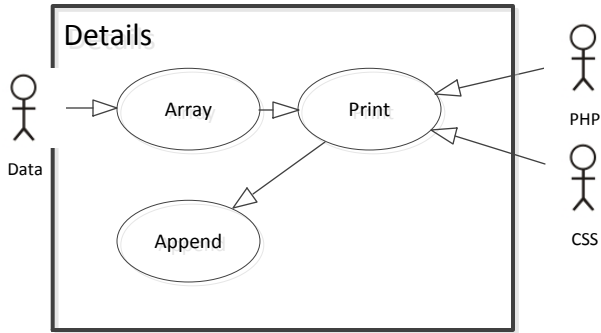 Details
Array
Print
PHP
Data
Append
CSS